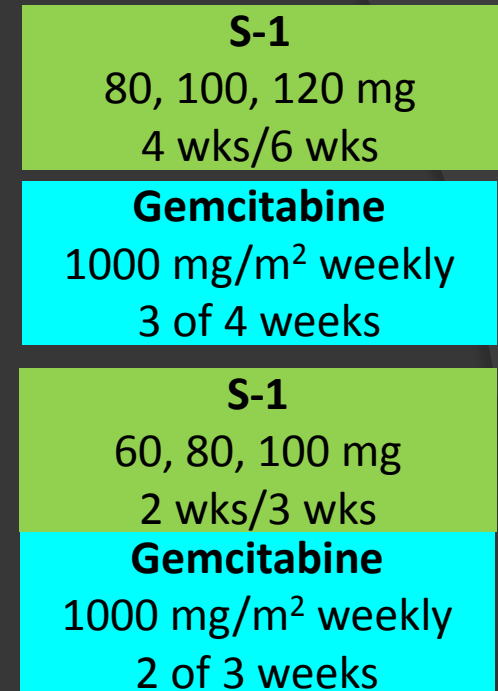 S-1
80, 100, 120 mg
4 wks/6 wks
Gemcitabine
1000 mg/m² weekly
3 of 4 weeks
S-1
60, 80, 100 mg
2 wks/3 wks
Gemcitabine
1000 mg/m² weekly
2 of 3 weeks